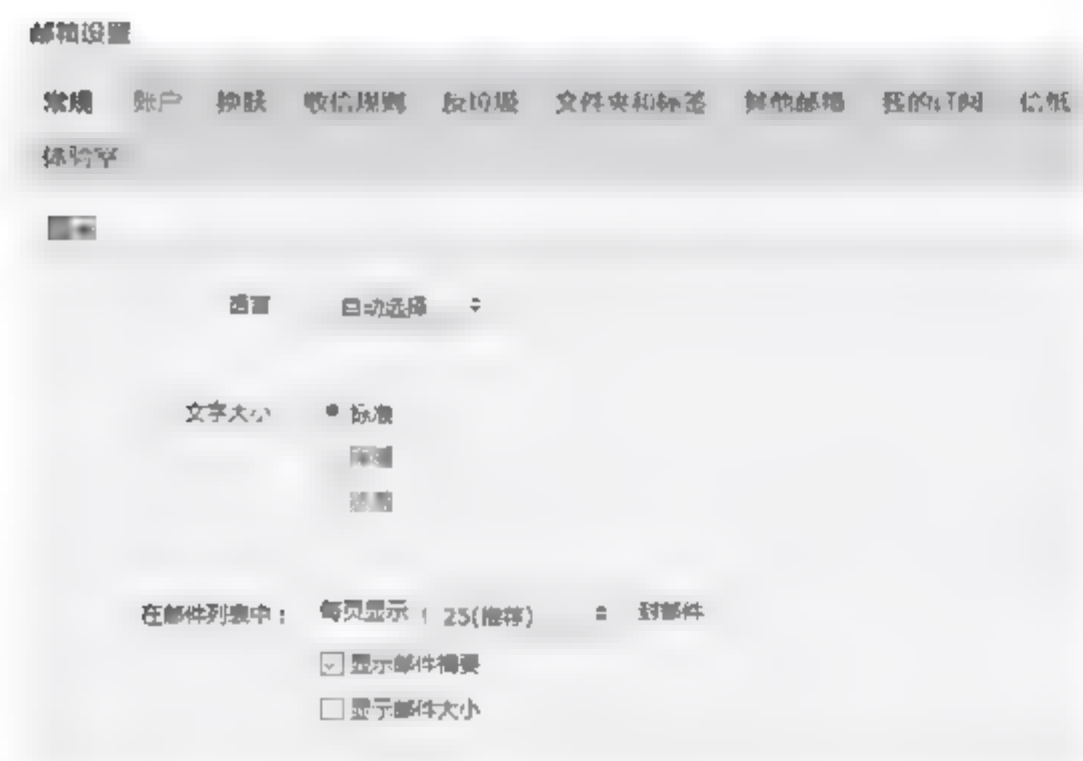 邮箱设置
常规 账户 换肤 收信规则 反垃圾 文件夹和标签 其他邮箱 我的订阅 信纸
体验室
语言 自动选择
文字大小 标准
在邮件列表中： 每页显示 25(推荐) 封邮件
显示邮件摘要
显示邮件大小